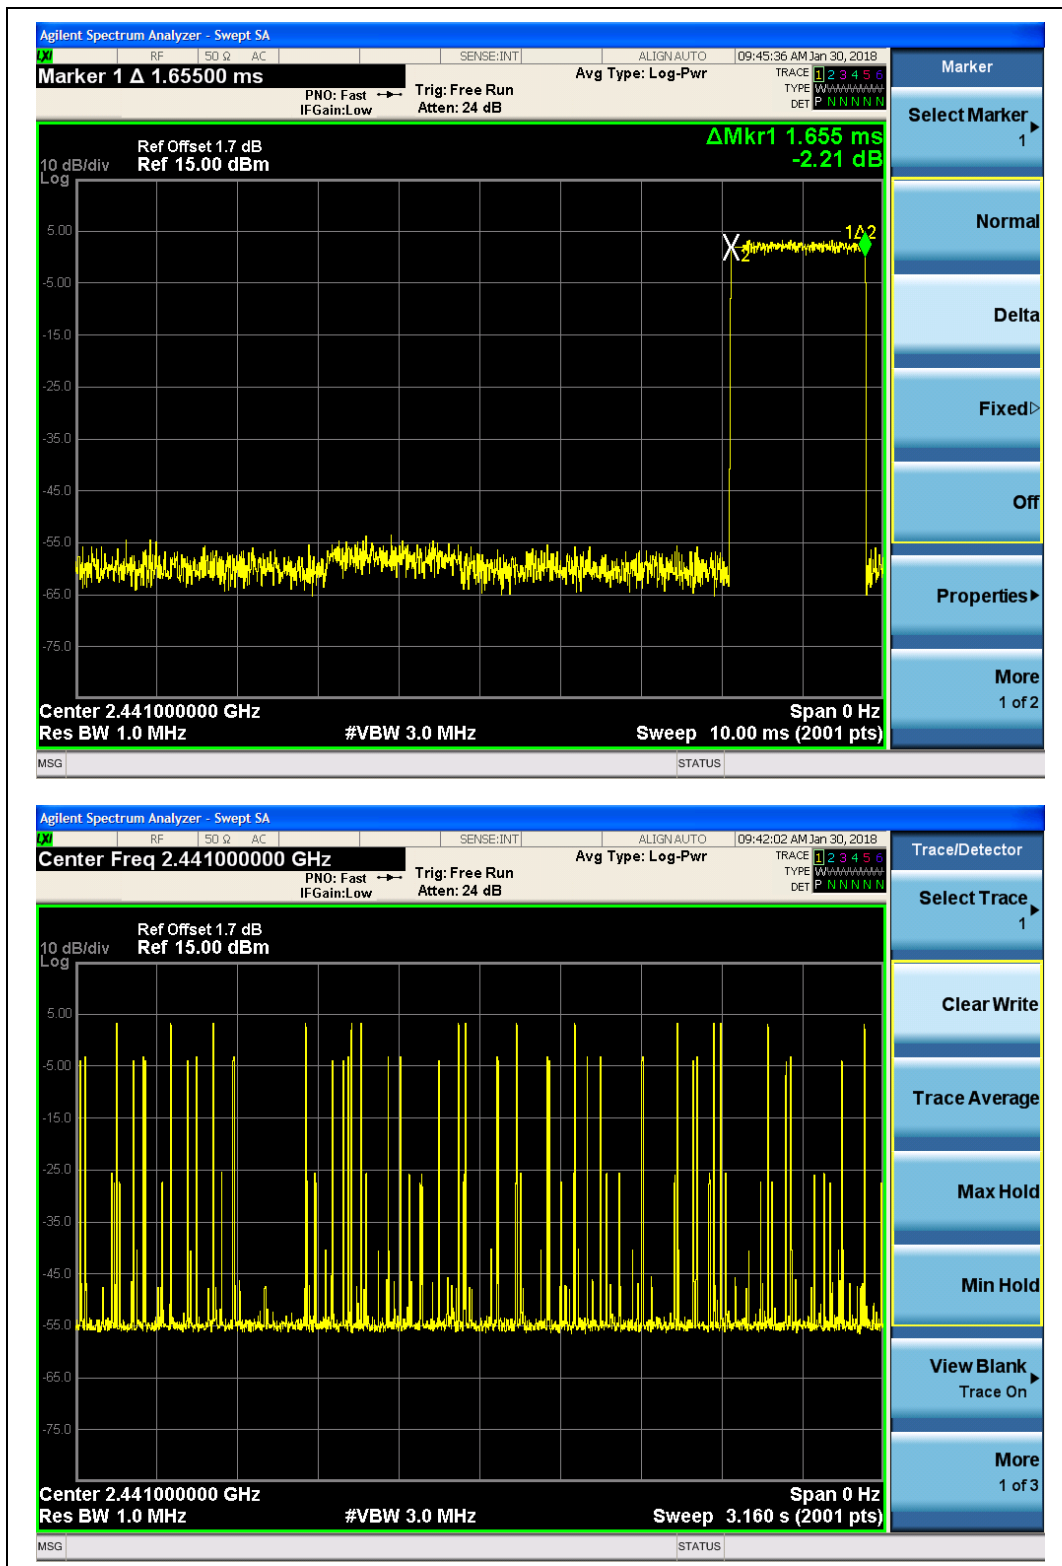 Agilent Spectrum Analyzer - Swept SA
LXI RF 50 Ω AC SENSE:INT ALIGN AUTO 09:45:36 AM Jan 30, 2018
Marker 1 Δ 1.65500 ms
PNO: Fast
IFGain:Low
Trig: Free Run
Atten: 24 dB
Avg Type: Log-Pwr
TRACE 1 2 3 4 5 6
TYPE W
DET P N N N N N
Ref Offset 1.7 dB
10 dB/div Ref 15.00 dBm
Log
ΔMkr1 1.655 ms
-2.21 dB
5.00
-5.00
-15.0
-25.0
-35.0
-45.0
-55.0
-65.0
-75.0
X2
1Δ2
Center 2.441000000 GHz Span 0 Hz
Res BW 1.0 MHz #VBW 3.0 MHz Sweep 10.00 ms (2001 pts)
MSG STATUS
Marker
Select Marker
1
Normal
Delta
Fixed
Off
Properties
More
1 of 2
Agilent Spectrum Analyzer - Swept SA
LXI RF 50 Ω AC SENSE:INT ALIGN AUTO 09:42:02 AM Jan 30, 2018
Center Freq 2.441000000 GHz
PNO: Fast
IFGain:Low
Trig: Free Run
Atten: 24 dB
Avg Type: Log-Pwr
TRACE 1 2 3 4 5 6
TYPE W
DET P N N N N N
Ref Offset 1.7 dB
10 dB/div Ref 15.00 dBm
Log
5.00
-5.00
-15.0
-25.0
-35.0
-45.0
-55.0
-65.0
-75.0
Center 2.441000000 GHz Span 0 Hz
Res BW 1.0 MHz #VBW 3.0 MHz Sweep 3.160 s (2001 pts)
MSG STATUS
Trace/Detector
Select Trace
1
Clear Write
Trace Average
Max Hold
Min Hold
View Blank
Trace On
More
1 of 3